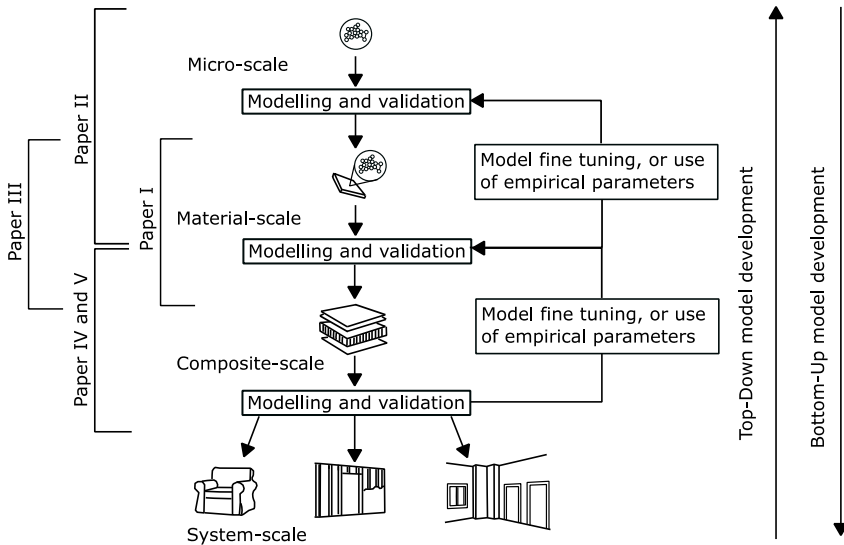 Micro-scale
Modelling and validation
Paper II
Model fine tuning, or use
of empirical parameters
Paper III
Paper I
Material-scale
Modelling and validation
Paper IV and V
Model fine tuning, or use
of empirical parameters
Composite-scale
Modelling and validation
System-scale
Top-Down model development
Bottom-Up model development